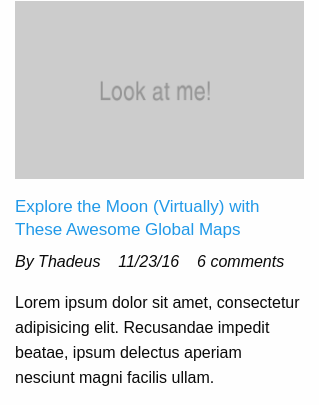 Look at me!
Explore the Moon (Virtually) with
These Awesome Global Maps
By Thadeus 11/23/16 6 comments
Lorem ipsum dolor sit amet, consectetur
adipisicing elit. Recusandae impedit
beatae, ipsum delectus aperiam
nesciunt magni facilis ullam.